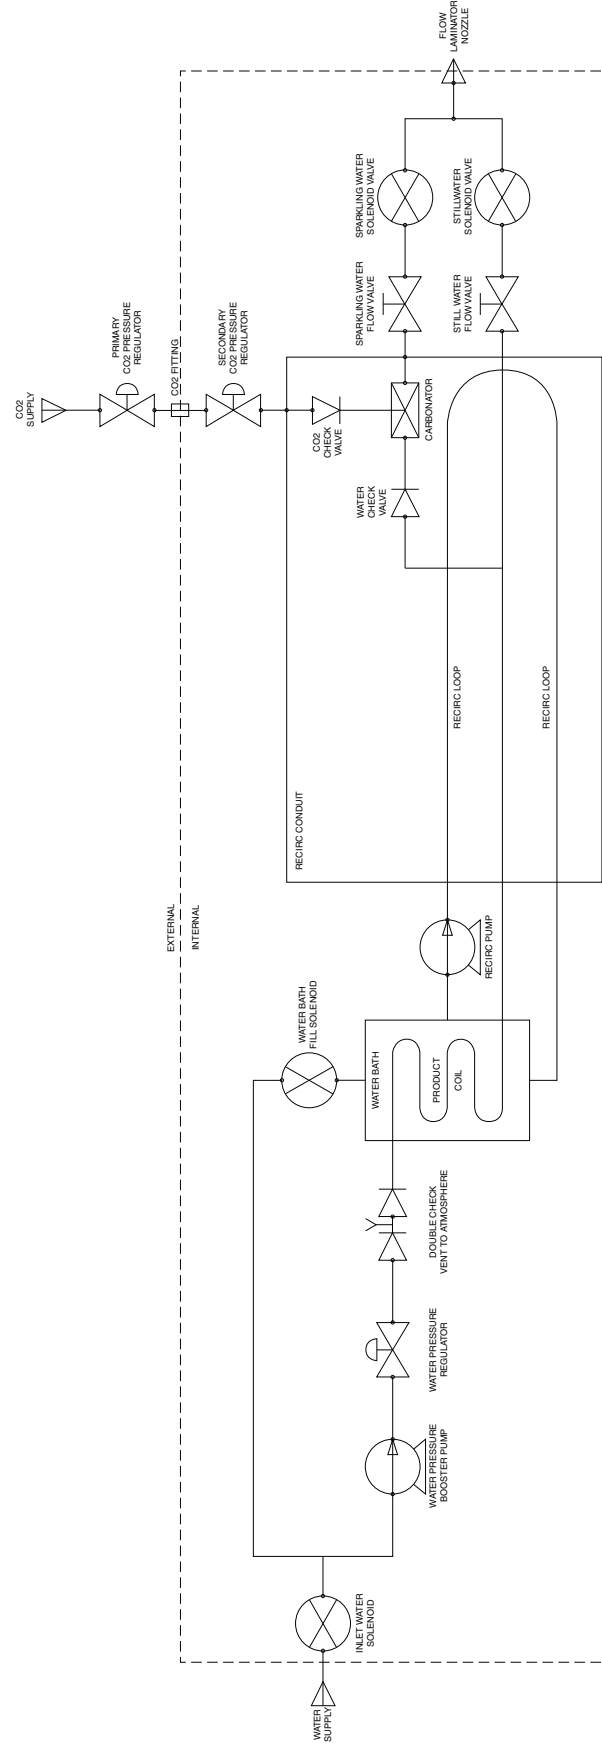 WATER
SUPPLY
INLET WATER
SOLENOID
WATER PRESSURE
BOOSTER PUMP
WATER PRESSURE
REGULATOR
DOUBLE CHECK
VENT TO ATMOSPHERE
WATER BATH
FILL SOLENOID
WATER BATH
PRODUCT
COIL
RECIRC PUMP
EXTERNAL
INTERNAL
RECIRC CONDUIT
RECIRC LOOP
RECIRC LOOP
WATER
CHECK
VALVE
CO2
CHECK
VALVE
CARBONATOR
CO2
SUPPLY
PRIMARY
CO2 PRESSURE
REGULATOR
CO2 FITTING
SECONDARY
CO2 PRESSURE
REGULATOR
SPARKLING WATER
FLOW VALVE
STILL WATER
FLOW VALVE
SPARKLING WATER
SOLENOID VALVE
STILLWATER
SOLENOID VALVE
FLOW
LAMINATOR
NOZZLE